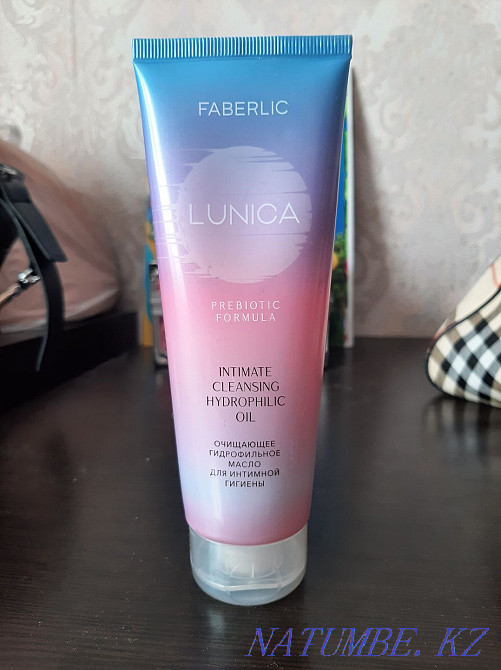 FABERLIC
LUNICA
PREBIOTIC
FORMULA
INTIMATE
CLEANSING
HYDROPHILIC
OIL
ОЧИЩАЮЩЕЕ
ГИДРОФИЛЬНОЕ
МАСЛО
ДЛЯ ИНТИМНОЙ
ГИГИЕНЫ
NATUMBE. KZ